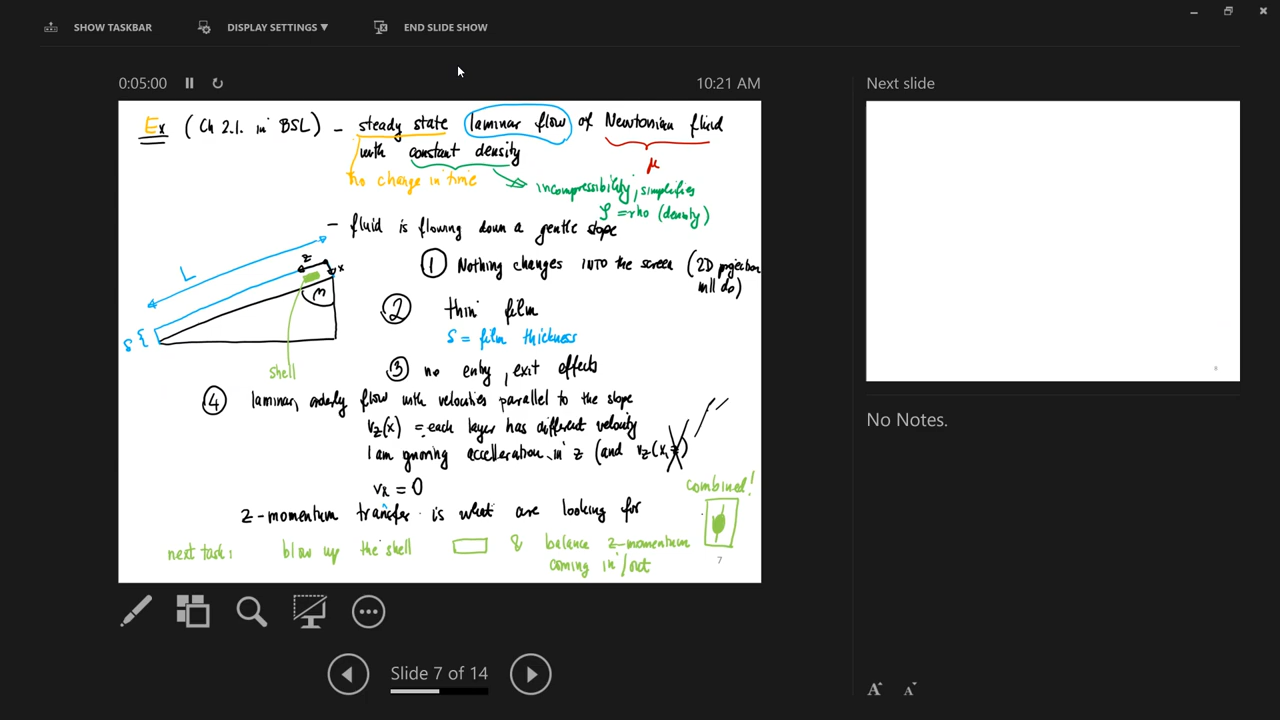 SHOW TASKBAR
DISPLAY SETTINGS ▼
END SLIDE SHOW
0:05:00
10:21 AM
Ex (Ch 2.1. in BSL) - steady state laminar flow of Newtonian fluid
with constant density
μ
no change in time
incompressibility, simplifies
ρ = rho (density)
- fluid is flowing down a gentle slope
L
z
x
① Nothing changes INTO the screen (2D projection
will do)
② thin film
δ = film thickness
δ {
shell
③ no entry, exit effects
④ laminar, orderly flow with velocities parallel to the slope
vz(x) = each layer has different velocity
I am ignoring accelleration in z (and vz(x,z)
vx = 0
combined!
z-momentum transfer is what are looking for
next task: blow up the shell & balance z-momentum
coming in/out
7
Slide 7 of 14
Next slide
No Notes.
A A